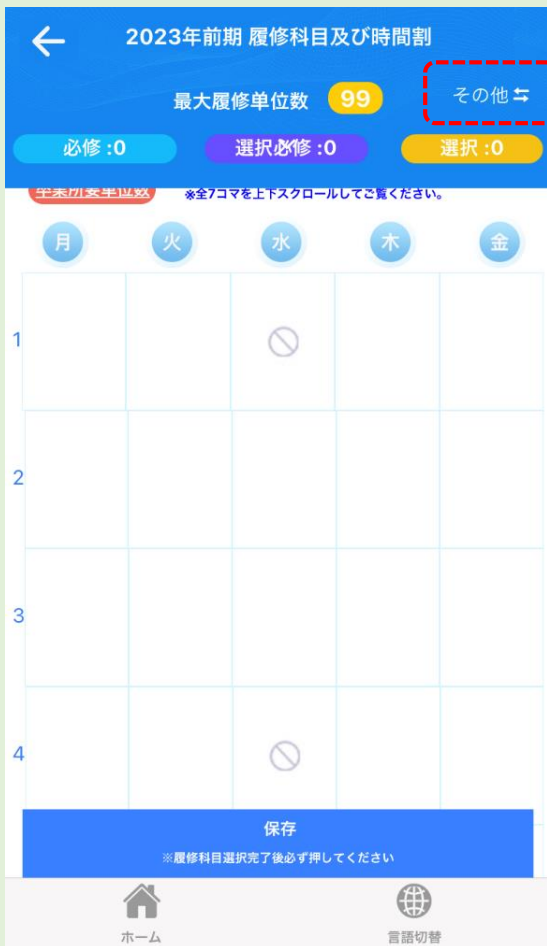 2023年前期 履修科目及び時間割
最大履修単位数 99 その他
必修 :0 選択必修 :0 選択 :0
卒業所要単位数 ※全7コマを上下スクロールしてご覧ください。
月 火 水 木 金
1
2
3
4
保存
※履修科目選択完了後必ず押してください
ホーム 言語切替